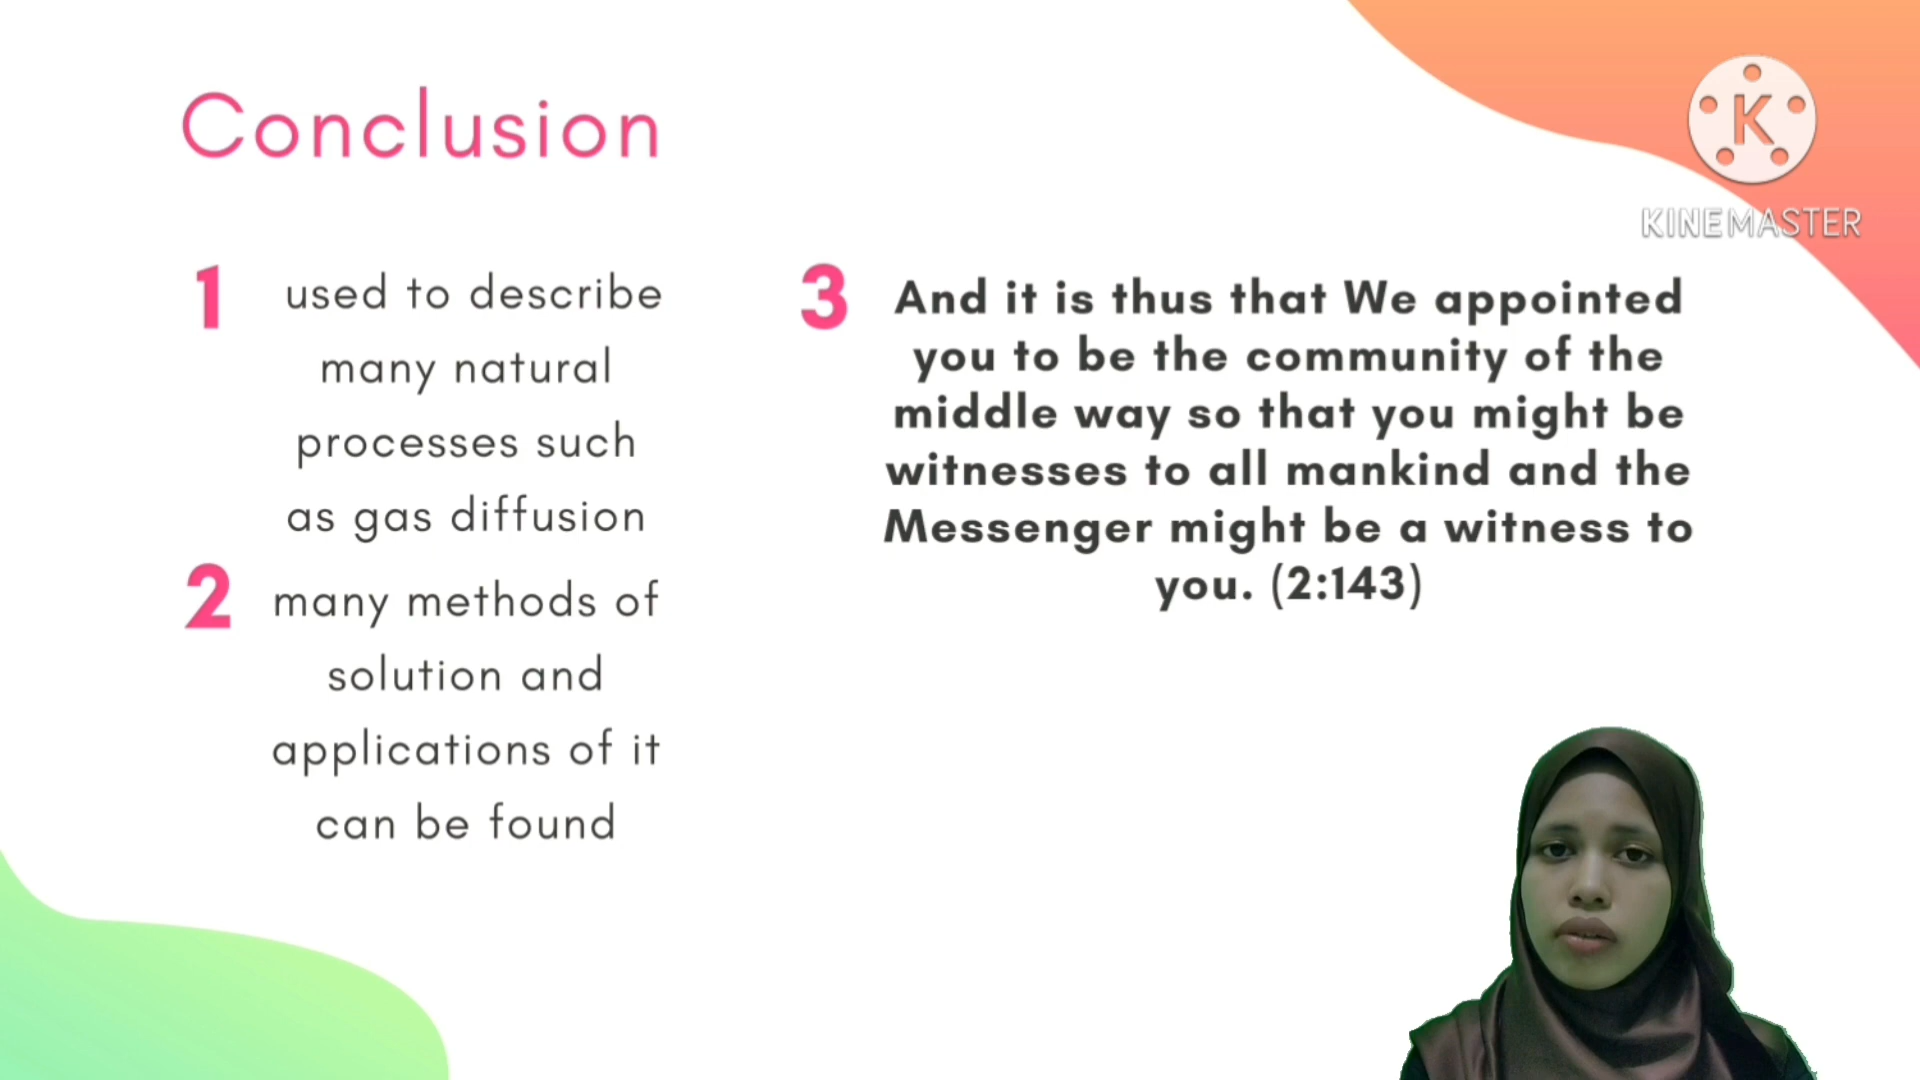 Conclusion
1
used to describe
many natural
processes such
as gas diffusion
2
many methods of
solution and
applications of it
can be found
3
And it is thus that We appointed
you to be the community of the
middle way so that you might be
witnesses to all mankind and the
Messenger might be a witness to
you. (2:143)
K
KINEMASTER